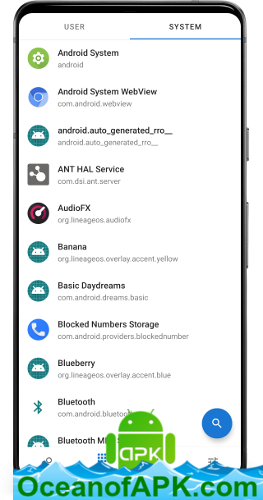 USER SYSTEM
Android System
android
Android System WebView
com.android.webview
android.auto_generated_rro__
android.auto_generated_rro__
ANT HAL Service
com.dsi.ant.server
AudioFX
org.lineageos.audiofx
Banana
org.lineageos.overlay.accent.yellow
Basic Daydreams
com.android.dreams.basic
Blocked Numbers Storage
com.android.providers.blockednumber
Blueberry
org.lineageos.overlay.accent.blue
Bluetooth
com.android.bluetooth
Bluetooth
APK
OceanofAPK.com